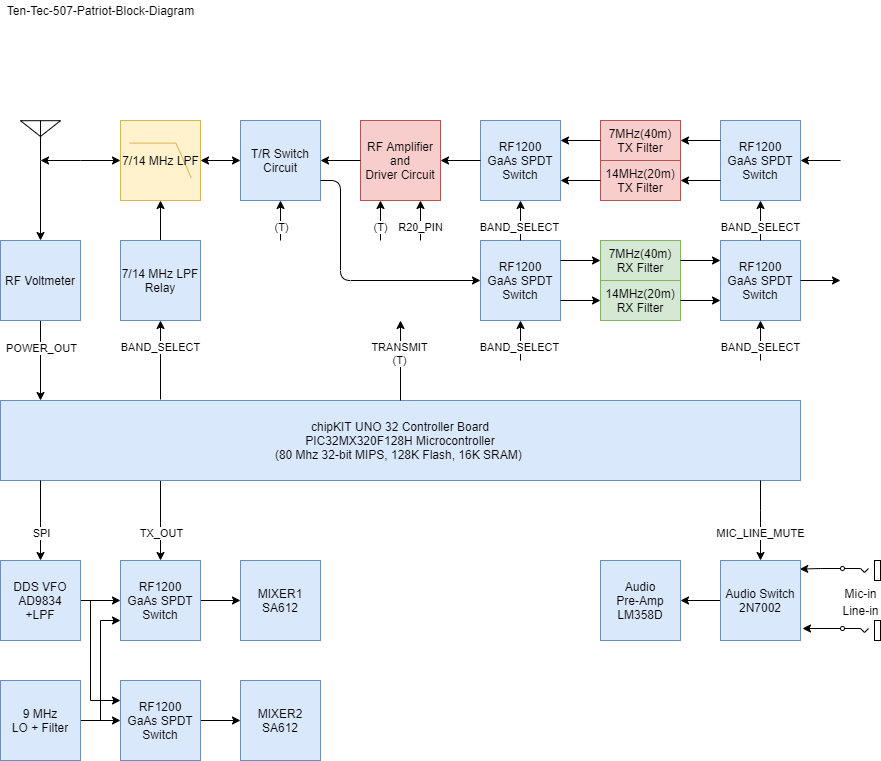 Ten-Tec-507-Patriot-Block-Diagram
7/14 MHz LPF
T/R Switch
Circuit
RF Amplifier
and
Driver Circuit
RF1200
GaAs SPDT
Switch
7MHz(40m)
TX Filter
14MHz(20m)
TX Filter
RF1200
GaAs SPDT
Switch
(T)
(T)
R20_PIN
BAND_SELECT
BAND_SELECT
RF Voltmeter
7/14 MHz LPF
Relay
RF1200
GaAs SPDT
Switch
7MHz(40m)
RX Filter
14MHz(20m)
RX Filter
RF1200
GaAs SPDT
Switch
POWER_OUT
BAND_SELECT
TRANSMIT
(T)
BAND_SELECT
BAND_SELECT
chipKIT UNO 32 Controller Board
PIC32MX320F128H Microcontroller
(80 Mhz 32-bit MIPS, 128K Flash, 16K SRAM)
SPI
TX_OUT
MIC_LINE_MUTE
DDS VFO
AD9834
+LPF
RF1200
GaAs SPDT
Switch
MIXER1
SA612
Audio
Pre-Amp
LM358D
Audio Switch
2N7002
Mic-in
Line-in
9 MHz
LO + Filter
RF1200
GaAs SPDT
Switch
MIXER2
SA612